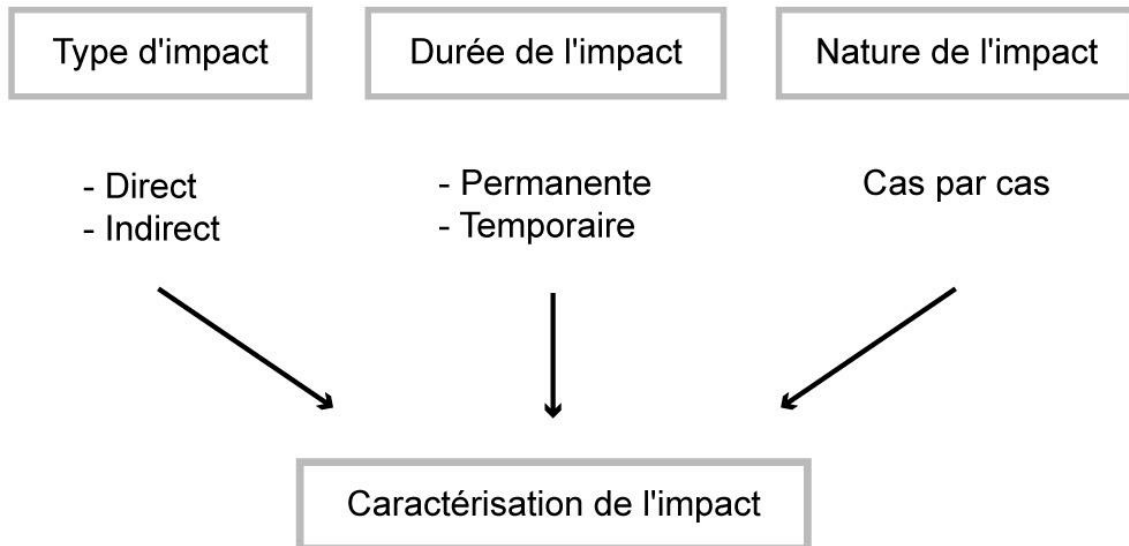 Type d'impact
Durée de l'impact
Nature de l'impact
- Direct
- Indirect
- Permanente
- Temporaire
Cas par cas
Caractérisation de l'impact